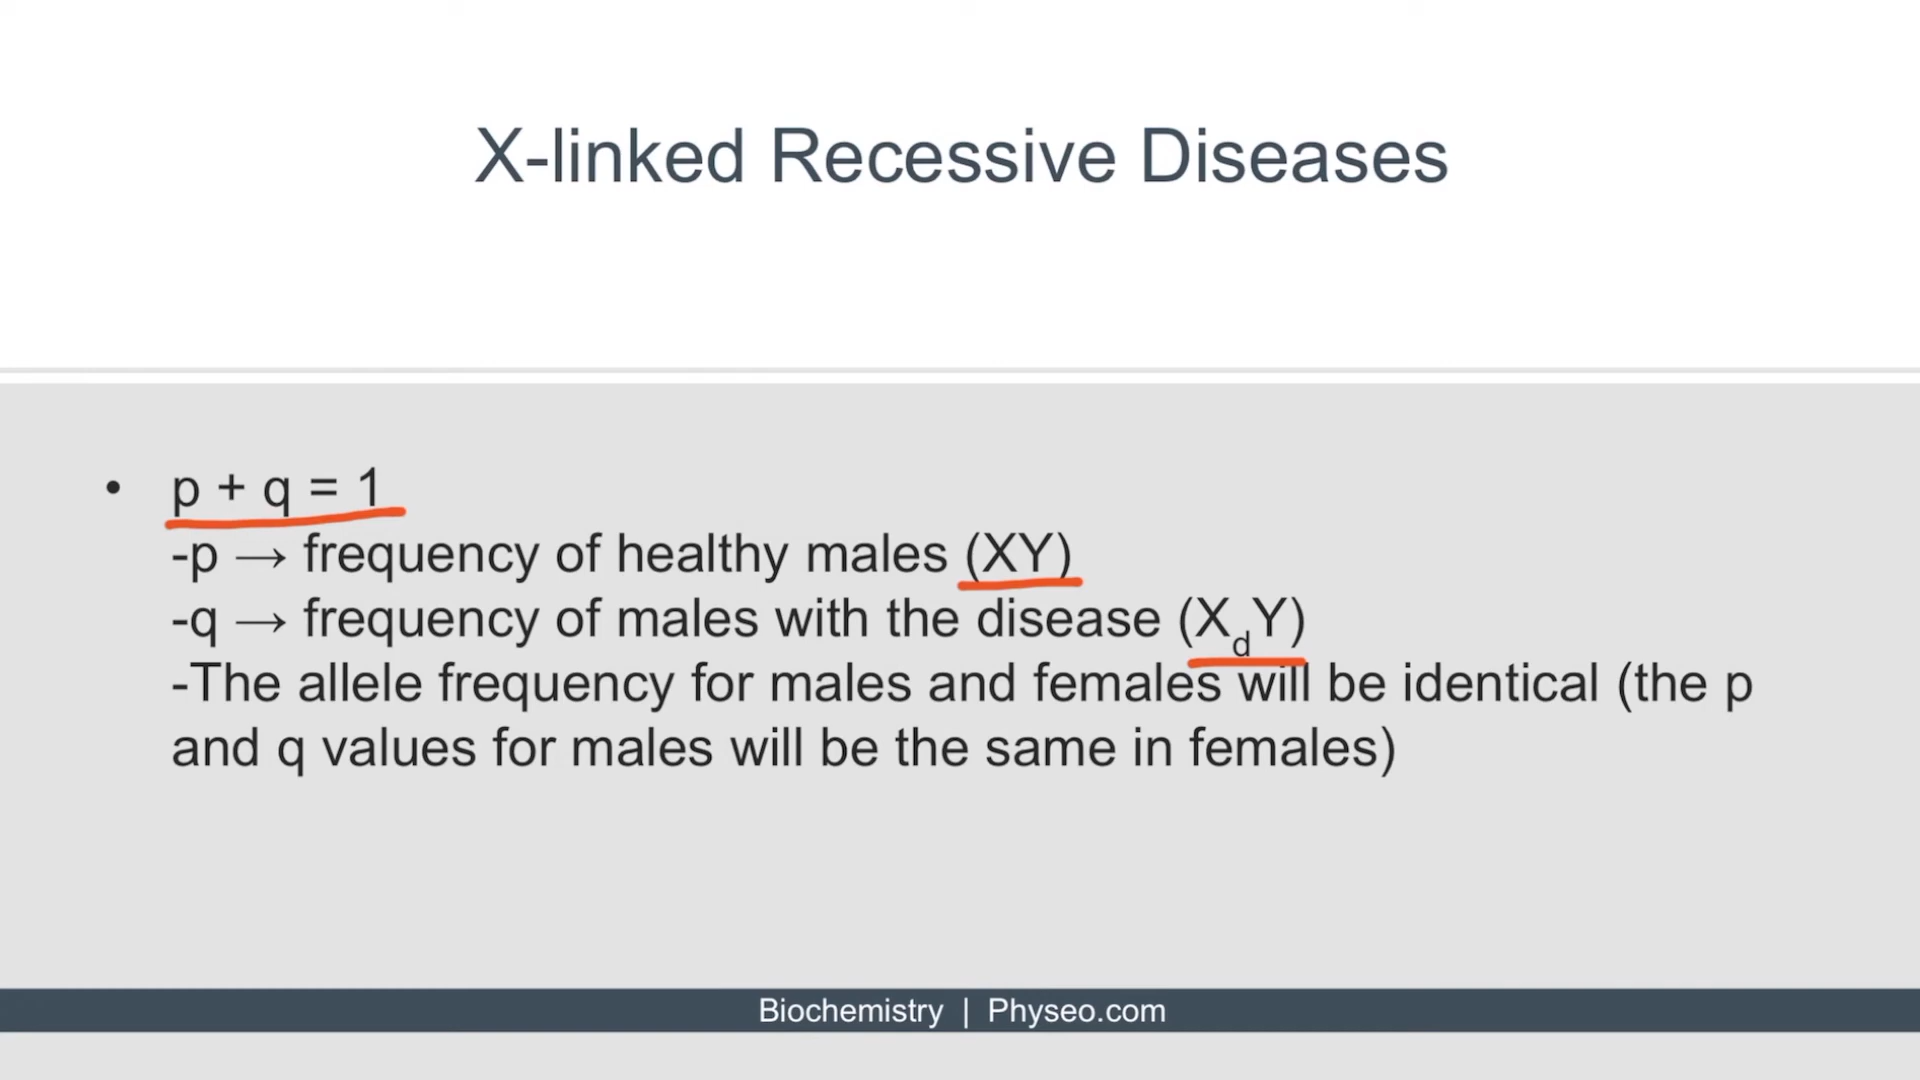 X-linked Recessive Diseases
• p + q = 1
-p → frequency of healthy males (XY)
-q → frequency of males with the disease (X_dY)
-The allele frequency for males and females will be identical (the p
and q values for males will be the same in females)
Biochemistry | Physeo.com